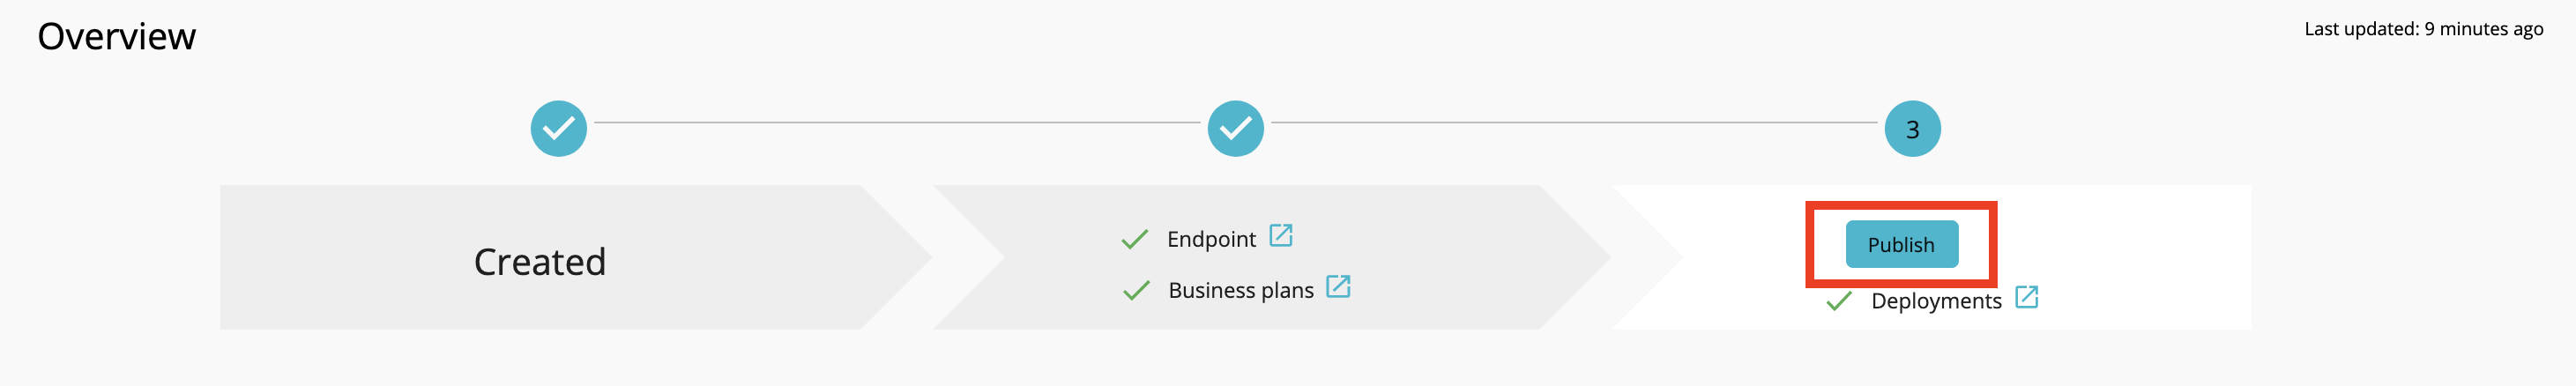 Overview
Last updated: 9 minutes ago
3
Created
Endpoint
Business plans
Publish
Deployments